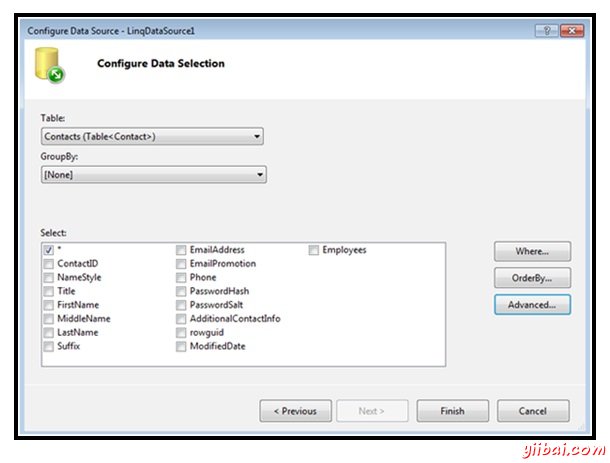 Configure Data Source - LinqDataSource1
Configure Data Selection
Table:
Contacts (Table<Contact>)
GroupBy:
[None]
Select:
*
ContactID
NameStyle
Title
FirstName
MiddleName
LastName
Suffix
EmailAddress
EmailPromotion
Phone
PasswordHash
PasswordSalt
AdditionalContactInfo
rowguid
ModifiedDate
Employees
Where...
OrderBy...
Advanced...
< Previous
Next >
Finish
Cancel
yiibai.com